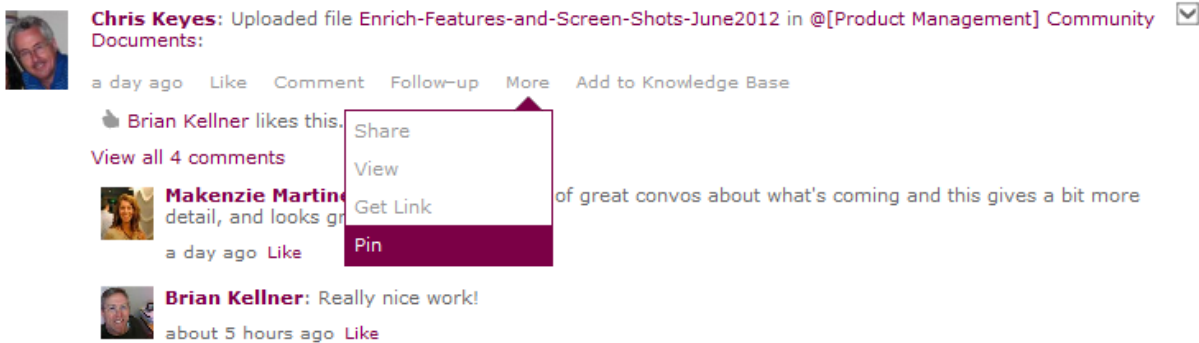 Chris Keyes: Uploaded file Enrich-Features-and-Screen-Shots-June2012 in @[Product Management] Community
Documents:
a day ago Like Comment Follow-up More Add to Knowledge Base
Brian Kellner likes this.
Share
View all 4 comments
View
Makenzie of great convos about what's coming and this gives a bit more
Get Link
detail, and looks
Pin
a day ago Like
Brian Kellner: Really nice work!
about 5 hours ago Like